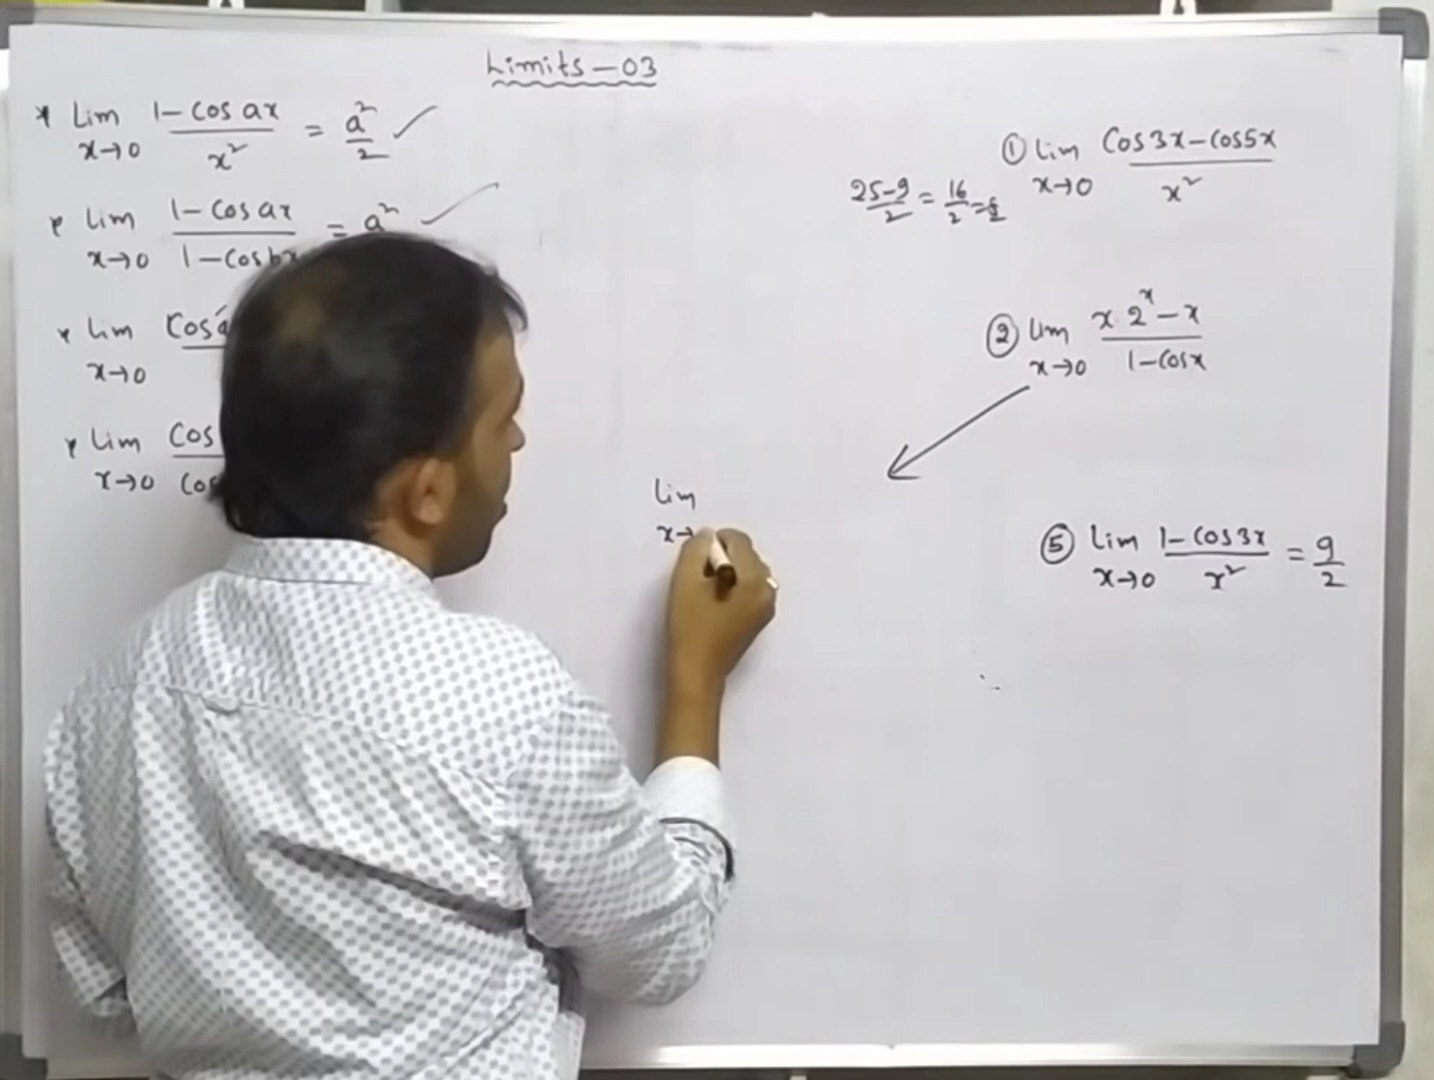 Limits - 03
* Lim x→0 1 - cos ax / x² = a²/2 ✓
* Lim x→0 1 - cos ax / 1 - cos bx = a² ✓
* Lim x→0 cos
* Lim x→0 cos / cos
① Lim x→0 cos3x - cos5x / x²
25-9/2 = 16/2 =
② Lim x→0 x·2ˣ - x / 1 - cosx
Lim x→
⑤ Lim x→0 1 - cos3x / x² = 9/2